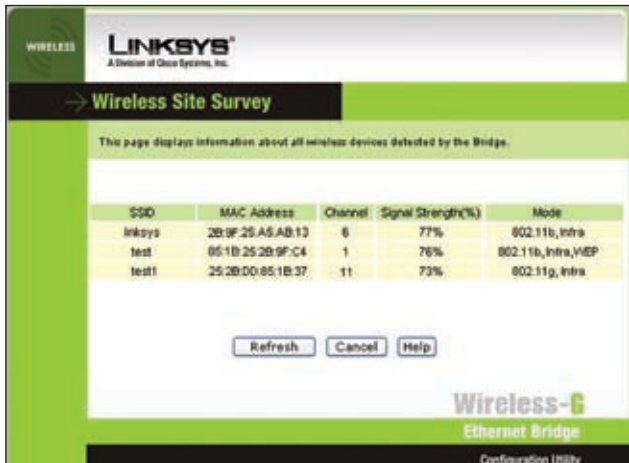 WIRELESS
LINKSYS®
A Division of Cisco Systems, Inc.
Wireless Site Survey
This page displays information about all wireless devices detected by the Bridge.
SSID MAC Address Channel Signal Strength(%) Mode
linksys 2B:9F:25:A5:AB:13 6 77% 802.11b, Infra
test 85:1B:25:2B:9F:C4 1 76% 802.11b,Infra,WEP
test1 25:2B:DD:85:1B:37 11 73% 802.11g, Infra
Refresh Cancel Help
Wireless-G
Ethernet Bridge
Configuration Utility